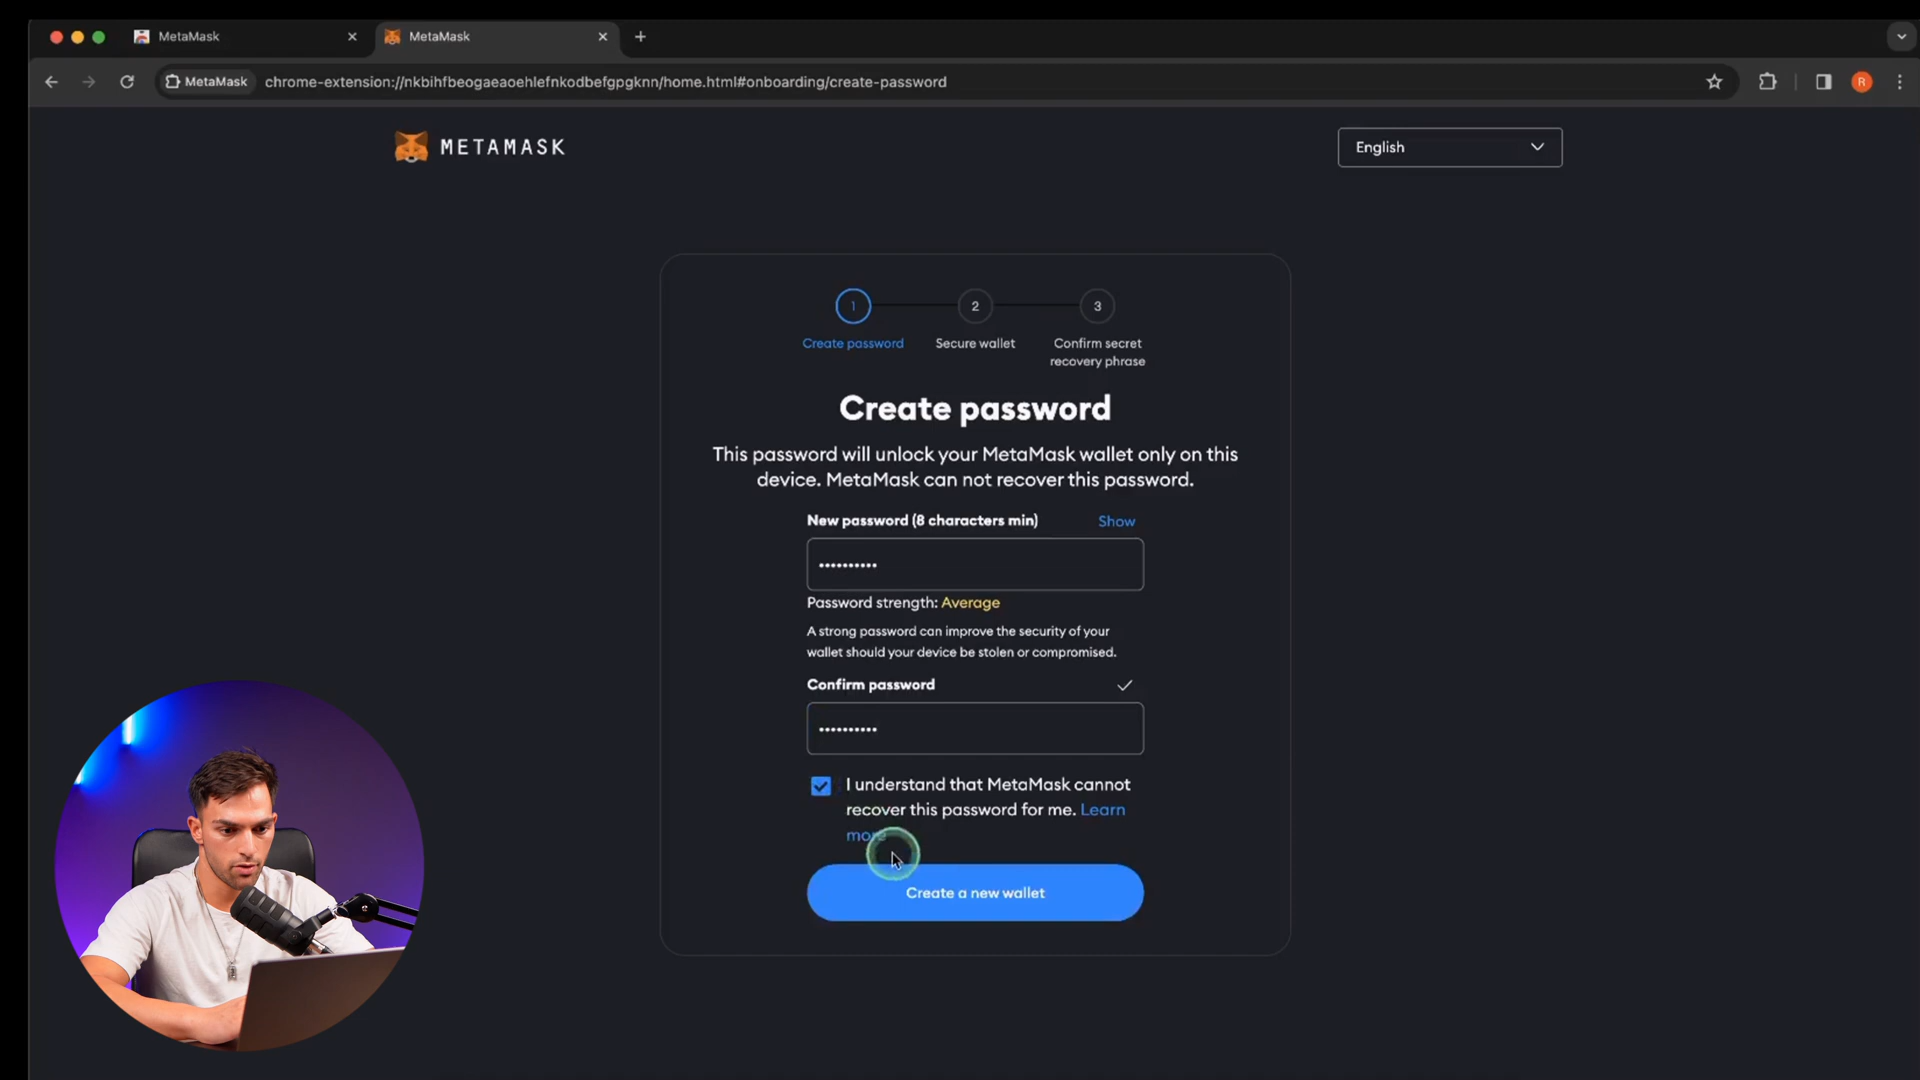 MetaMask
MetaMask
MetaMask
chrome-extension://nkbihfbeogaeaoehlefnkodbefgpgknn/home.html#onboarding/create-password
R
METAMASK
English
1
2
3
Create password
Secure wallet
Confirm secret
recovery phrase
Create password
This password will unlock your MetaMask wallet only on this
device. MetaMask can not recover this password.
New password (8 characters min)
Show
••••••••••
Password strength: Average
A strong password can improve the security of your
wallet should your device be stolen or compromised.
Confirm password
••••••••••
I understand that MetaMask cannot
recover this password for me. Learn
more
Create a new wallet